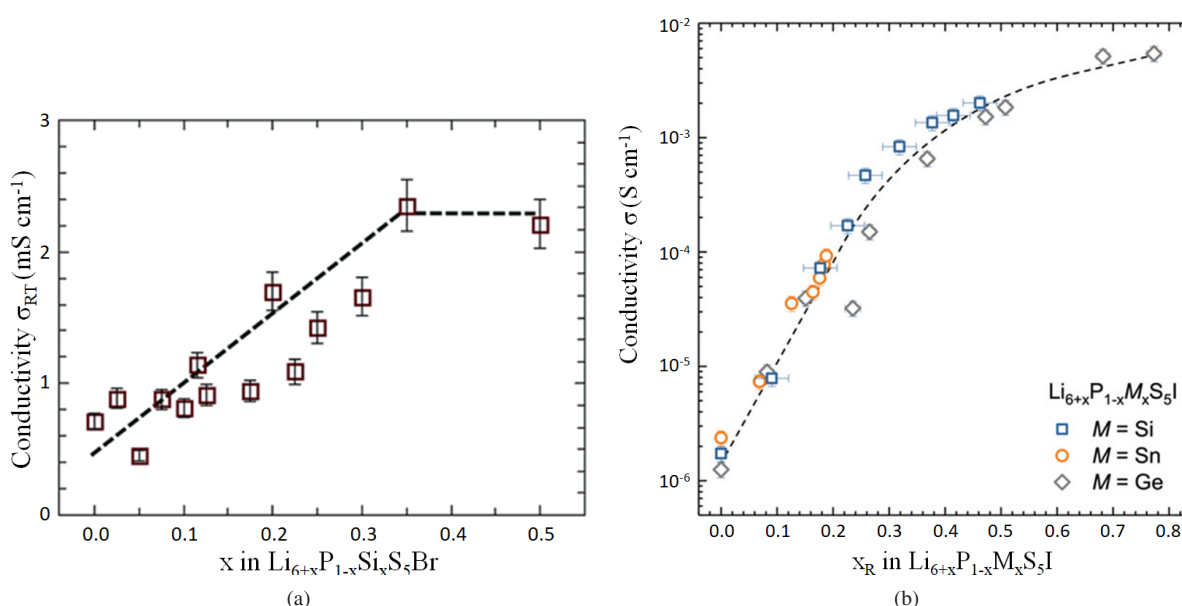 3
2
1
0
0.0 0.1 0.2 0.3 0.4 0.5
Conductivity σRT (mS cm⁻¹)
x in Li₆₊ₓP₁₋ₓSiₓS₅Br
(a)
10⁻²
10⁻³
10⁻⁴
10⁻⁵
10⁻⁶
Conductivity σ (S cm⁻¹)
Li₆₊ₓP₁₋ₓMₓS₅I
M = Si
M = Sn
M = Ge
0.0 0.1 0.2 0.3 0.4 0.5 0.6 0.7 0.8
xR in Li₆₊ₓP₁₋ₓMₓS₅I
(b)